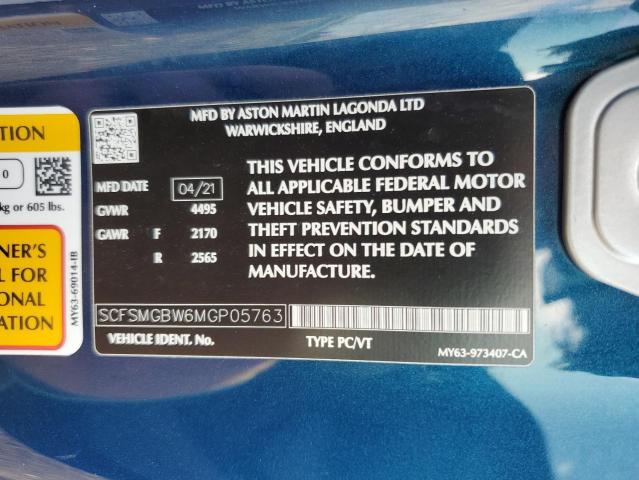 MFD BY ASTON MARTIN LAGONDA LTD
WARWICKSHIRE, ENGLAND
THIS VEHICLE CONFORMS TO
ALL APPLICABLE FEDERAL MOTOR
VEHICLE SAFETY, BUMPER AND
THEFT PREVENTION STANDARDS
IN EFFECT ON THE DATE OF
MANUFACTURE.
MFD DATE 04/21
GVWR 4495
GAWR F 2170
R 2565
SCFSMGBW6MGP05763
VEHICLE IDENT. No.
TYPE PC/VT
MY63-973407-CA
TION
0
kg or 605 lbs.
NER'S
L FOR
ONAL
ATION
MY63-69014-IB